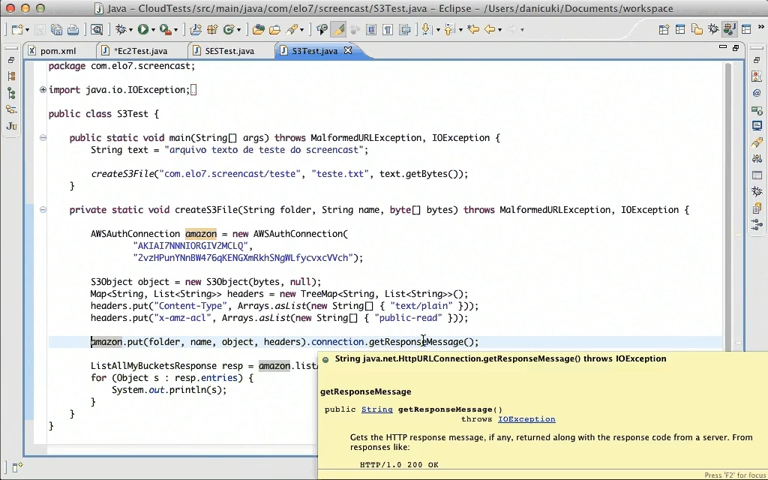 Java - CloudTests/src/main/java/com/elo7/screencast/S3Test.java - Eclipse - /Users/danicuki/Documents/workspace
pom.xml *Ec2Test.java SESTest.java S3Test.java
package com.elo7.screencast;
import java.io.IOException;
public class S3Test {
public static void main(String[] args) throws MalformedURLException, IOException {
String text = "arquivo texto de teste do screencast";
createS3File("com.elo7.screencast/teste", "teste.txt", text.getBytes());
}
private static void createS3File(String folder, String name, byte[] bytes) throws MalformedURLException, IOException {
AWSAuthConnection amazon = new AWSAuthConnection(
S3Object object = new S3Object(bytes, null);
Map<String, List<String>> headers = new TreeMap<String, List<String>>();
headers.put("Content-Type", Arrays.asList(new String[] { "text/plain" }));
headers.put("x-amz-acl", Arrays.asList(new String[] { "public-read" }));
amazon.put(folder, name, object, headers).connection.getResponseMessage();
ListAllMyBucketsResponse resp = amazon.list
for (Object s : resp.entries) {
System.out.println(s);
}
}
}
String java.net.HttpURLConnection.getResponseMessage() throws IOException
getResponseMessage
public String getResponseMessage()
throws IOException
Gets the HTTP response message, if any, returned along with the response code from a server. From
responses like:
HTTP/1.0 200 OK
Press 'F2' for focus